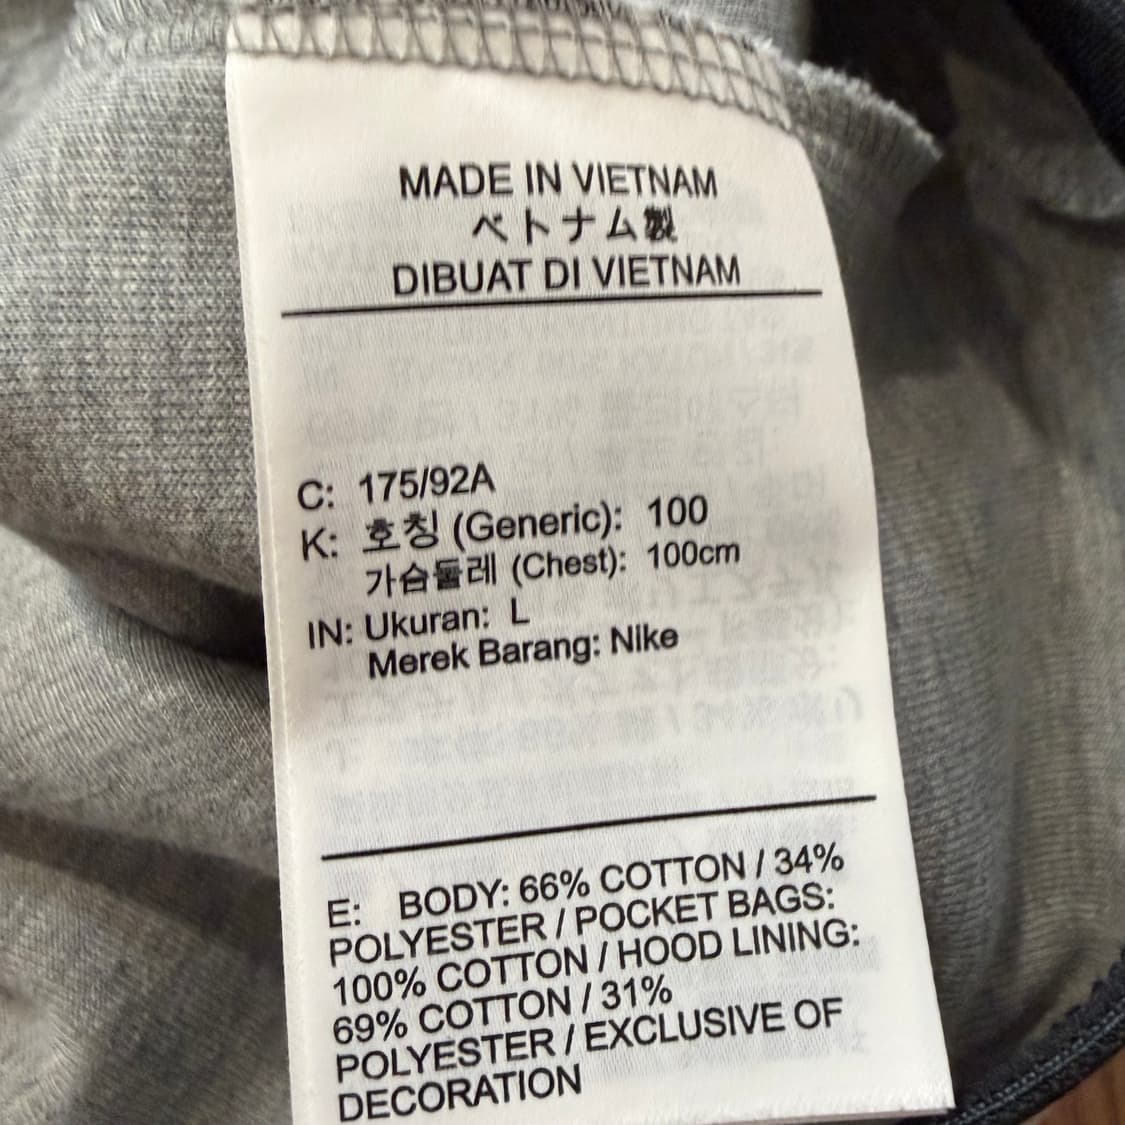 MADE IN VIETNAM
ベトナム製
DIBUAT DI VIETNAM
C: 175/92A
K: 호칭 (Generic): 100
가슴둘레 (Chest): 100cm
IN: Ukuran: L
Merek Barang: Nike
E: BODY: 66% COTTON / 34%
POLYESTER / POCKET BAGS:
100% COTTON / HOOD LINING:
69% COTTON / 31%
POLYESTER / EXCLUSIVE OF
DECORATION